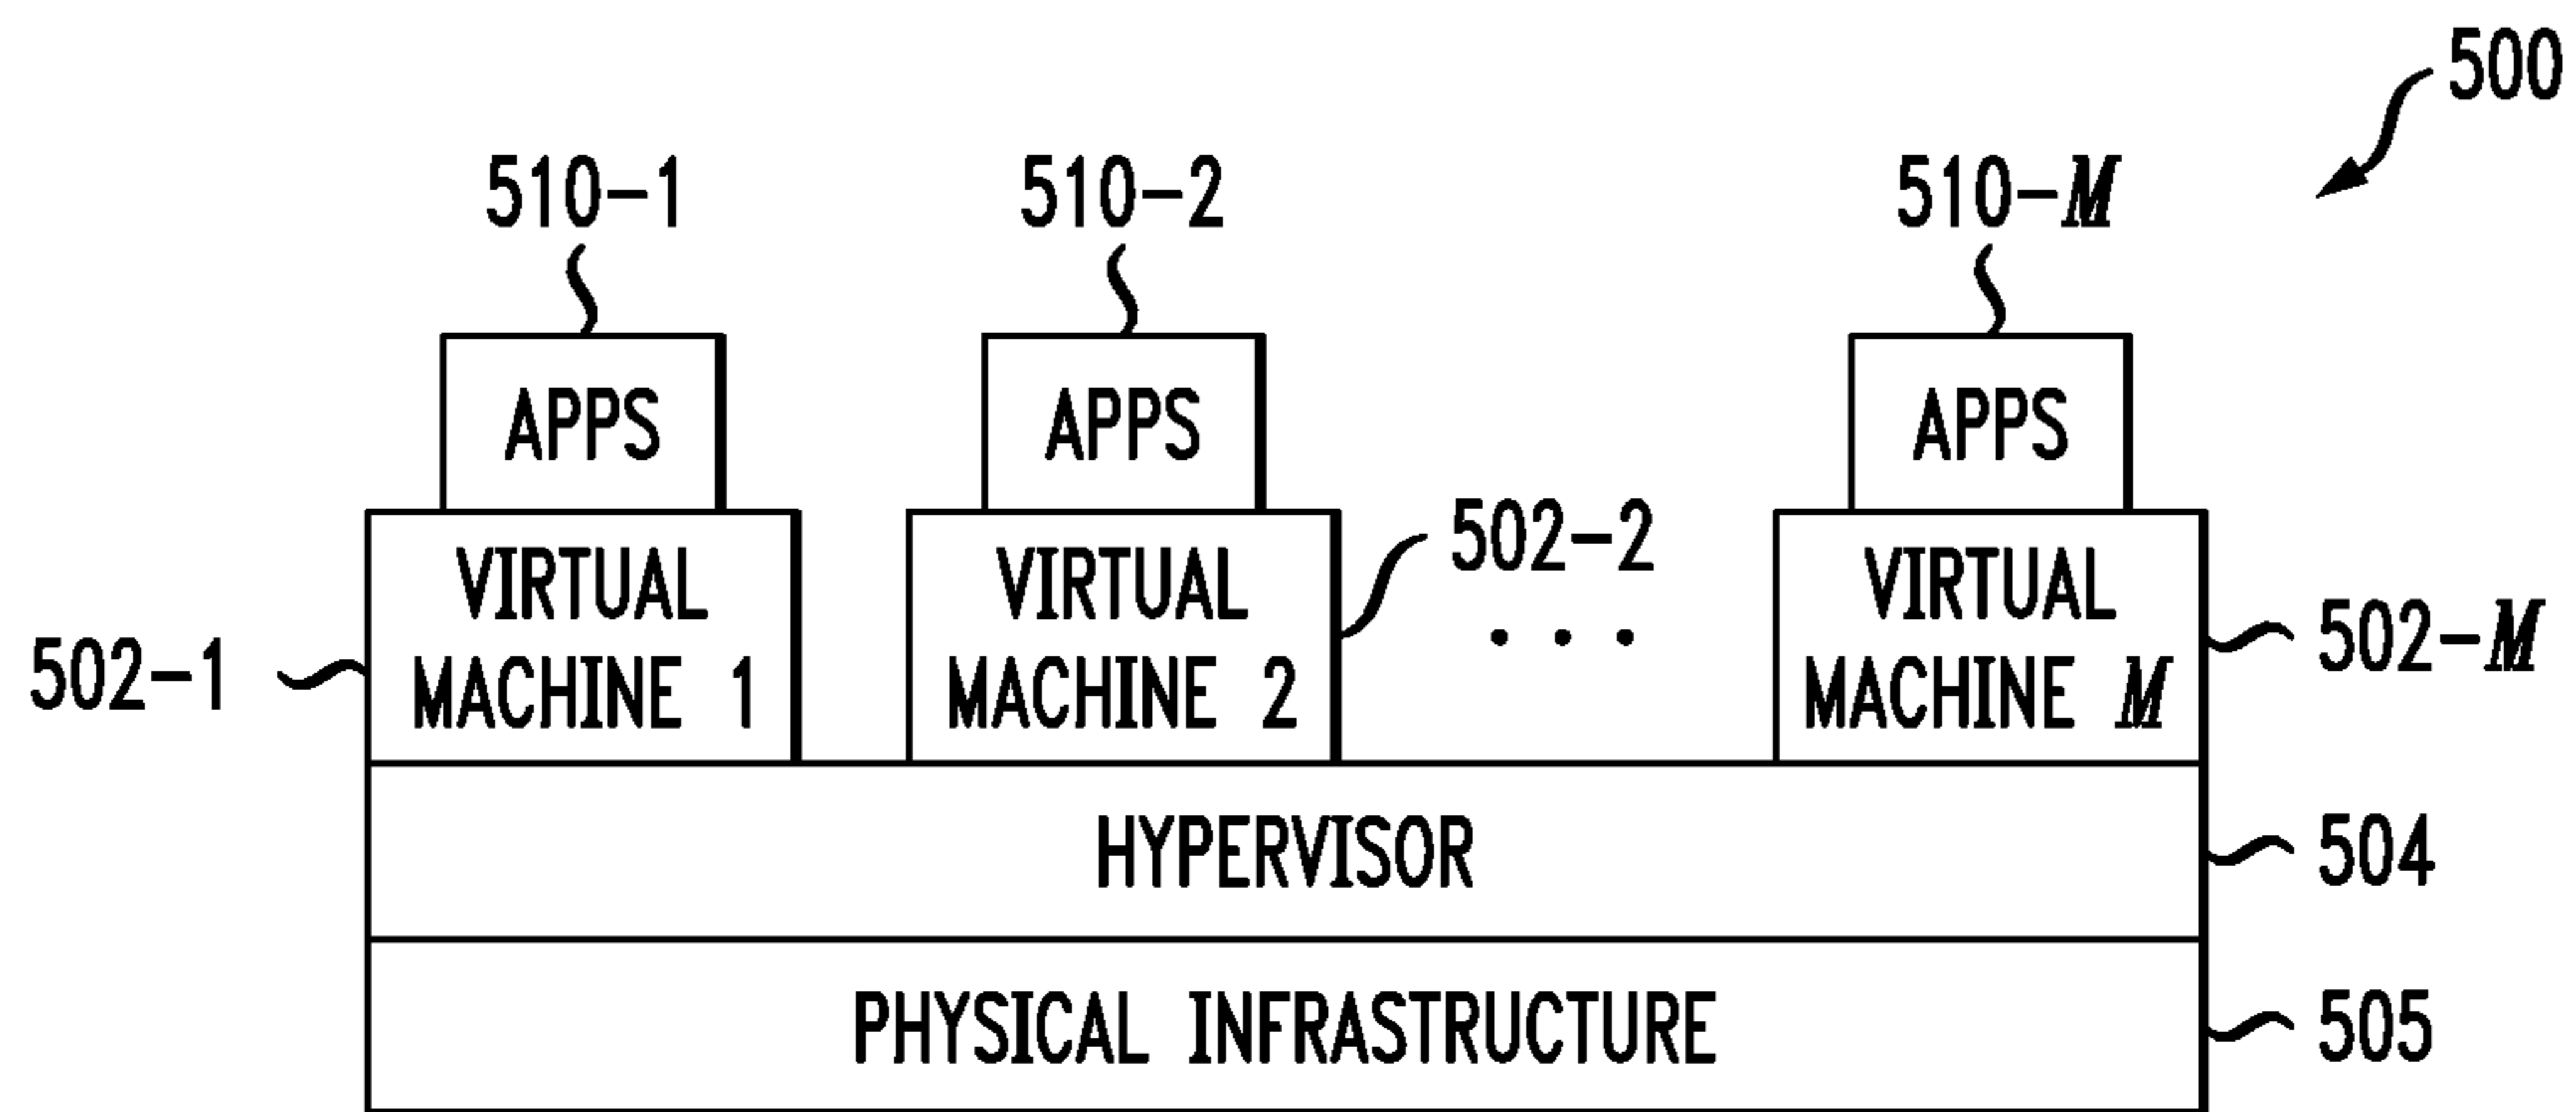 500
510-1 510-2 510-M
APPS APPS APPS
502-2
VIRTUAL VIRTUAL VIRTUAL
502-1 502-M
MACHINE 1 MACHINE 2 ... MACHINE M
HYPERVISOR 504
PHYSICAL INFRASTRUCTURE 505